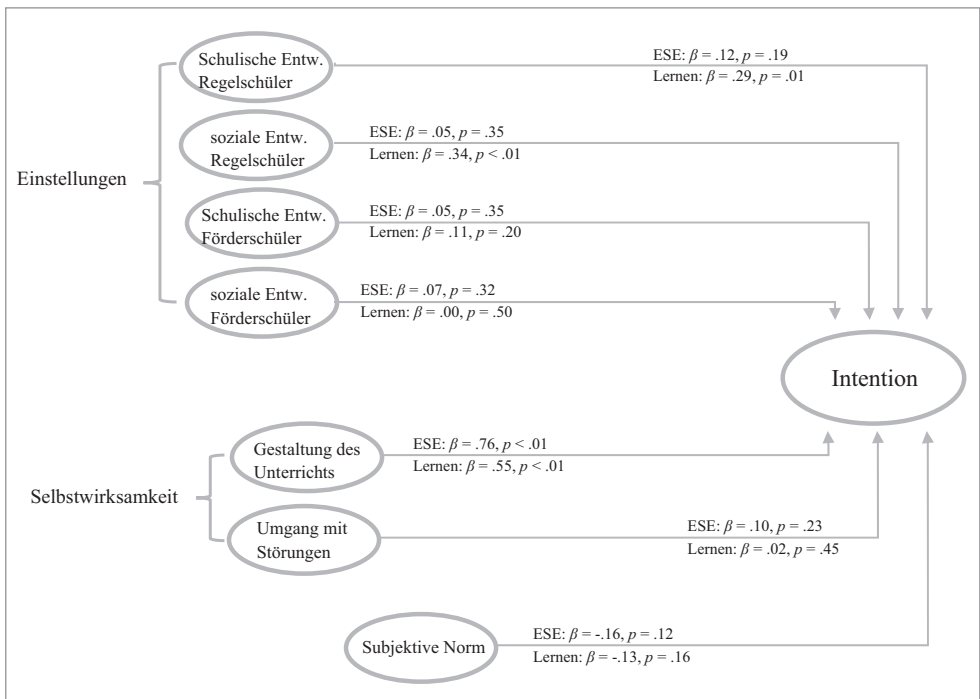 Schulische Entw.
Regelschüler
ESE: β = .12, p = .19
Lernen: β = .29, p = .01
soziale Entw.
Regelschüler
ESE: β = .05, p = .35
Lernen: β = .34, p < .01
Einstellungen
Schulische Entw.
Förderschüler
ESE: β = .05, p = .35
Lernen: β = .11, p = .20
soziale Entw.
Förderschüler
ESE: β = .07, p = .32
Lernen: β = .00, p = .50
Intention
Gestaltung des
Unterrichts
ESE: β = .76, p < .01
Lernen: β = .55, p < .01
Selbstwirksamkeit
Umgang mit
Störungen
ESE: β = .10, p = .23
Lernen: β = .02, p = .45
Subjektive Norm
ESE: β = -.16, p = .12
Lernen: β = -.13, p = .16